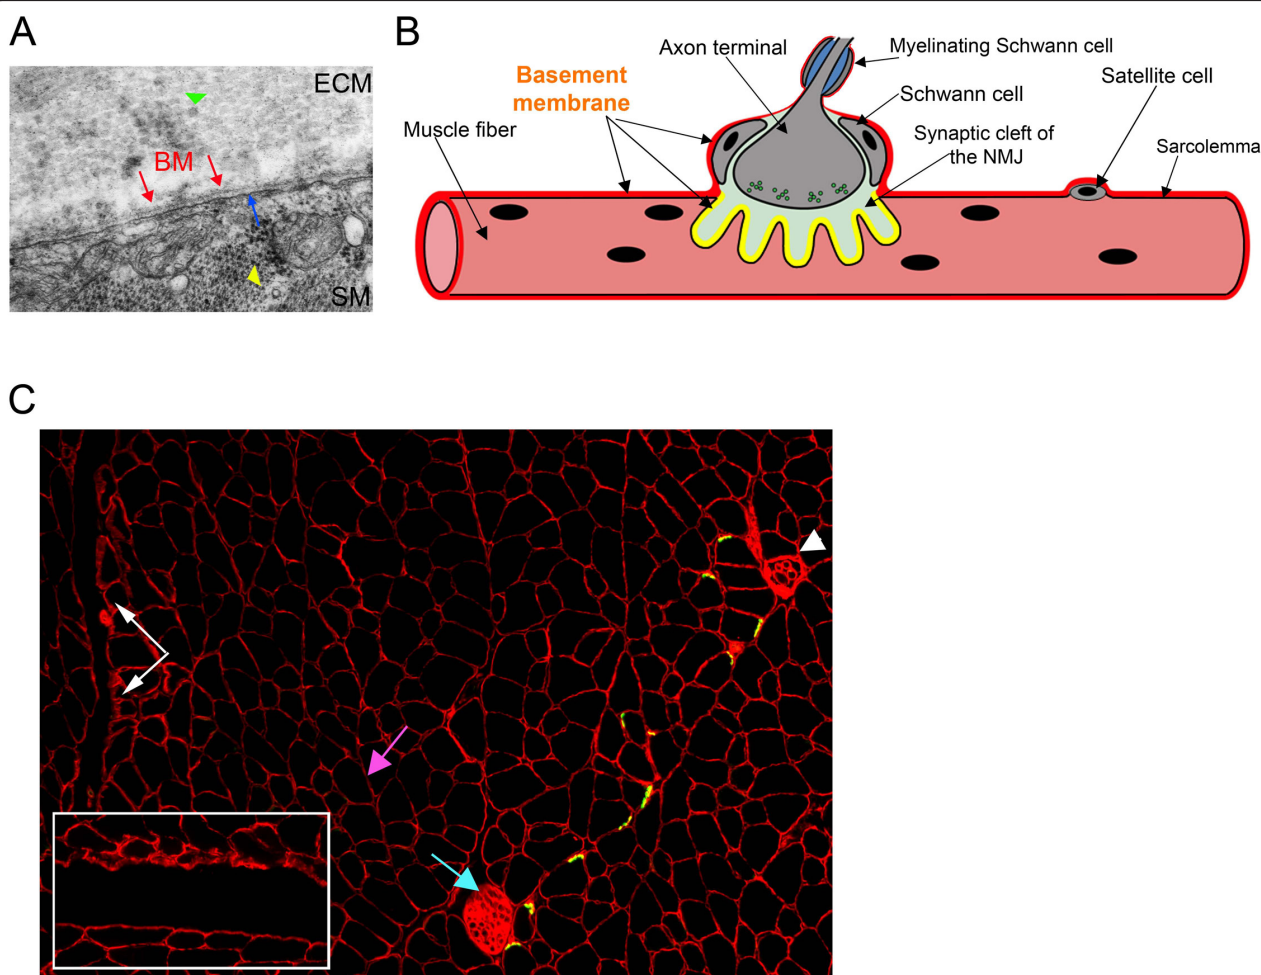 A
ECM
BM
SM
B
Axon terminal
Myelinating Schwann cell
Basement
membrane
Schwann cell
Satellite cell
Muscle fiber
Synaptic cleft of
the NMJ
Sarcolemma
C